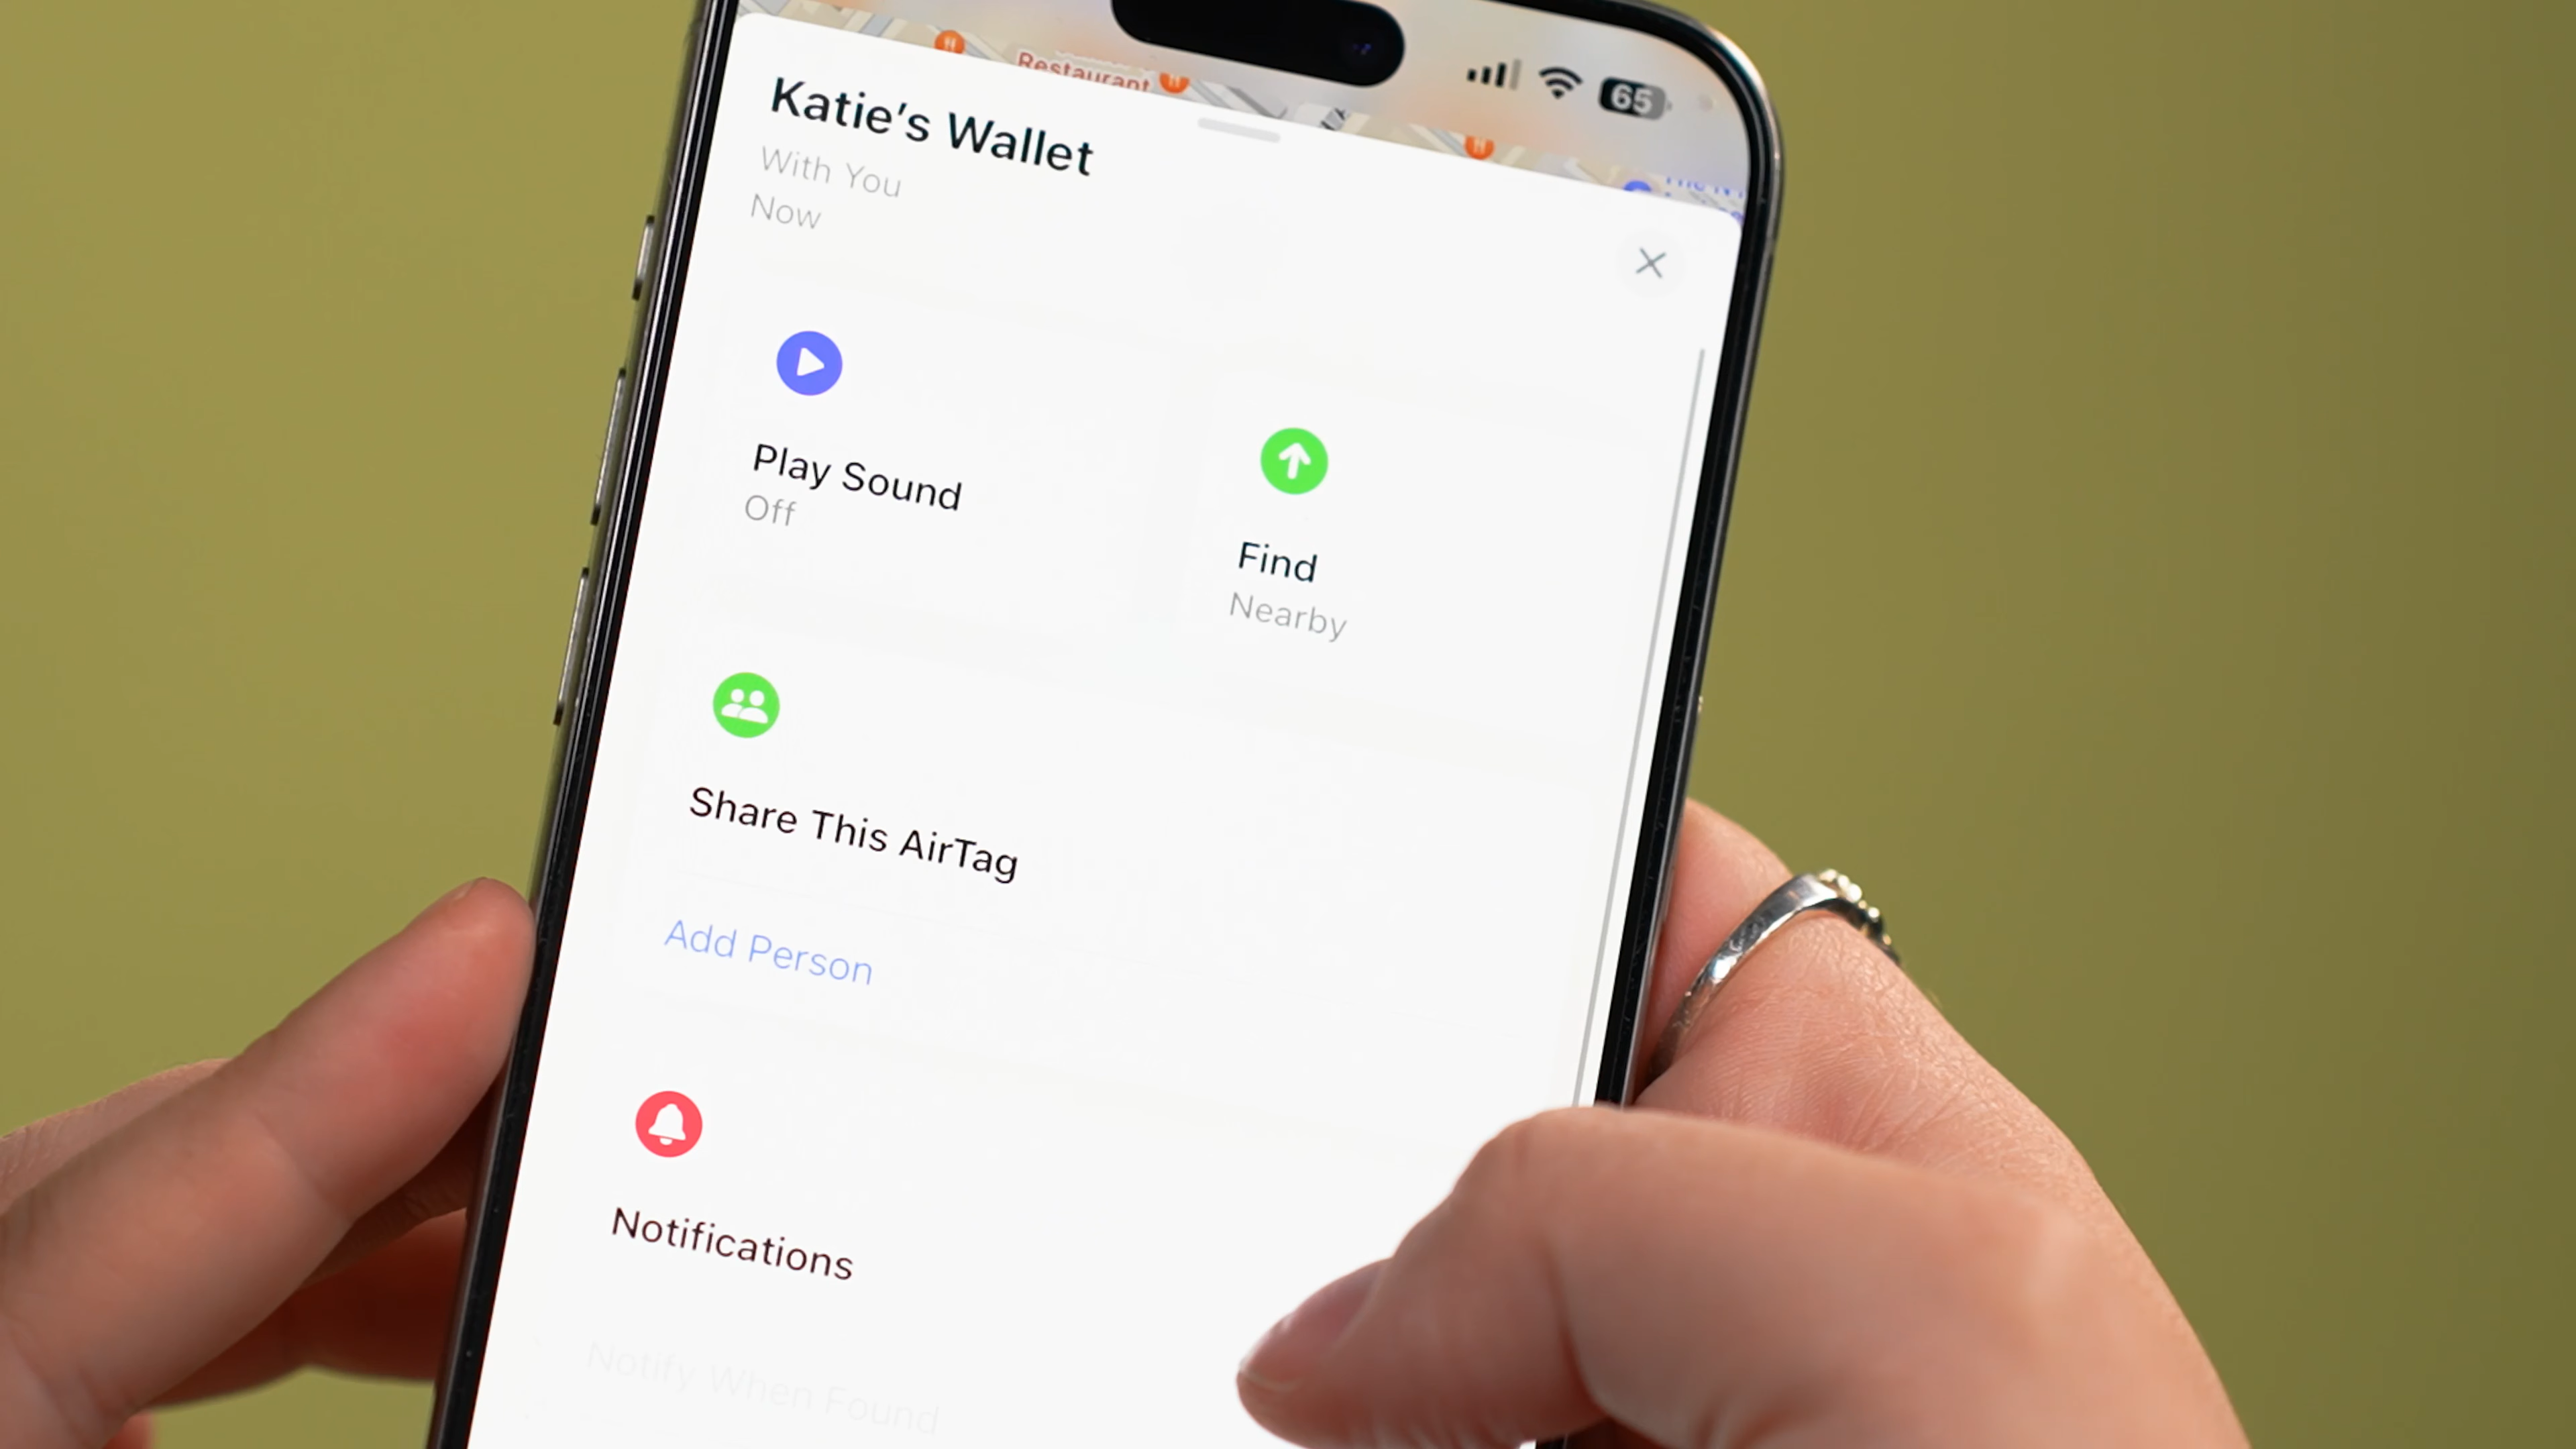 Restaurant
65
Katie's Wallet
With You
Now
Play Sound
Off
Find
Nearby
Share This AirTag
Add Person
Notifications
Notify When Found